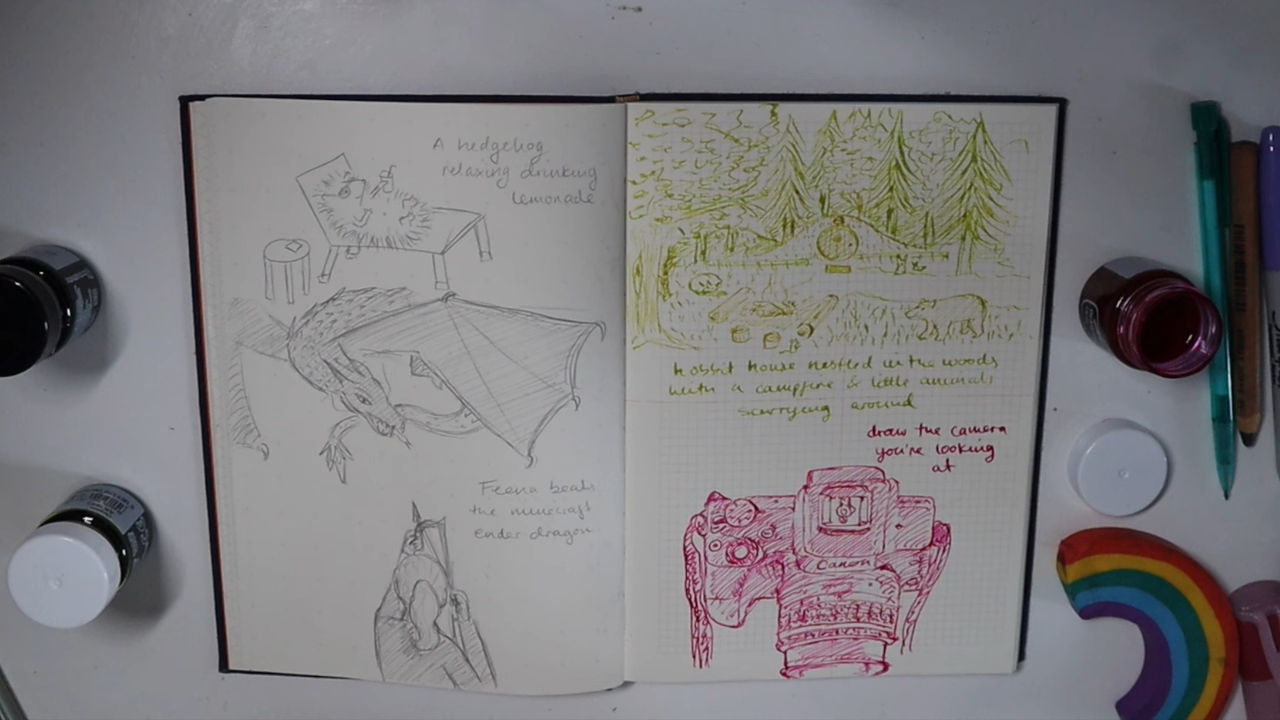 A hedgehog
relaxing drinking
lemonade
Feena beats
the minecraft
ender dragon
hobbit house nestled in the woods
with a campfire & little animals
scurrying around
draw the camera
you're looking
at
Canon